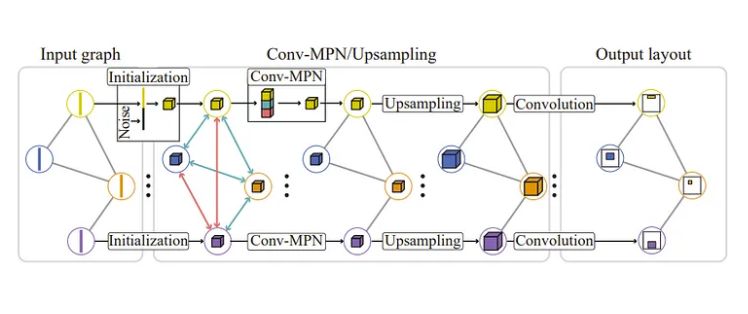 Input graph
Conv-MPN/Upsampling
Output layout
Initialization
Conv-MPN
Noise
Upsampling
Convolution
Initialization
Conv-MPN
Upsampling
Convolution